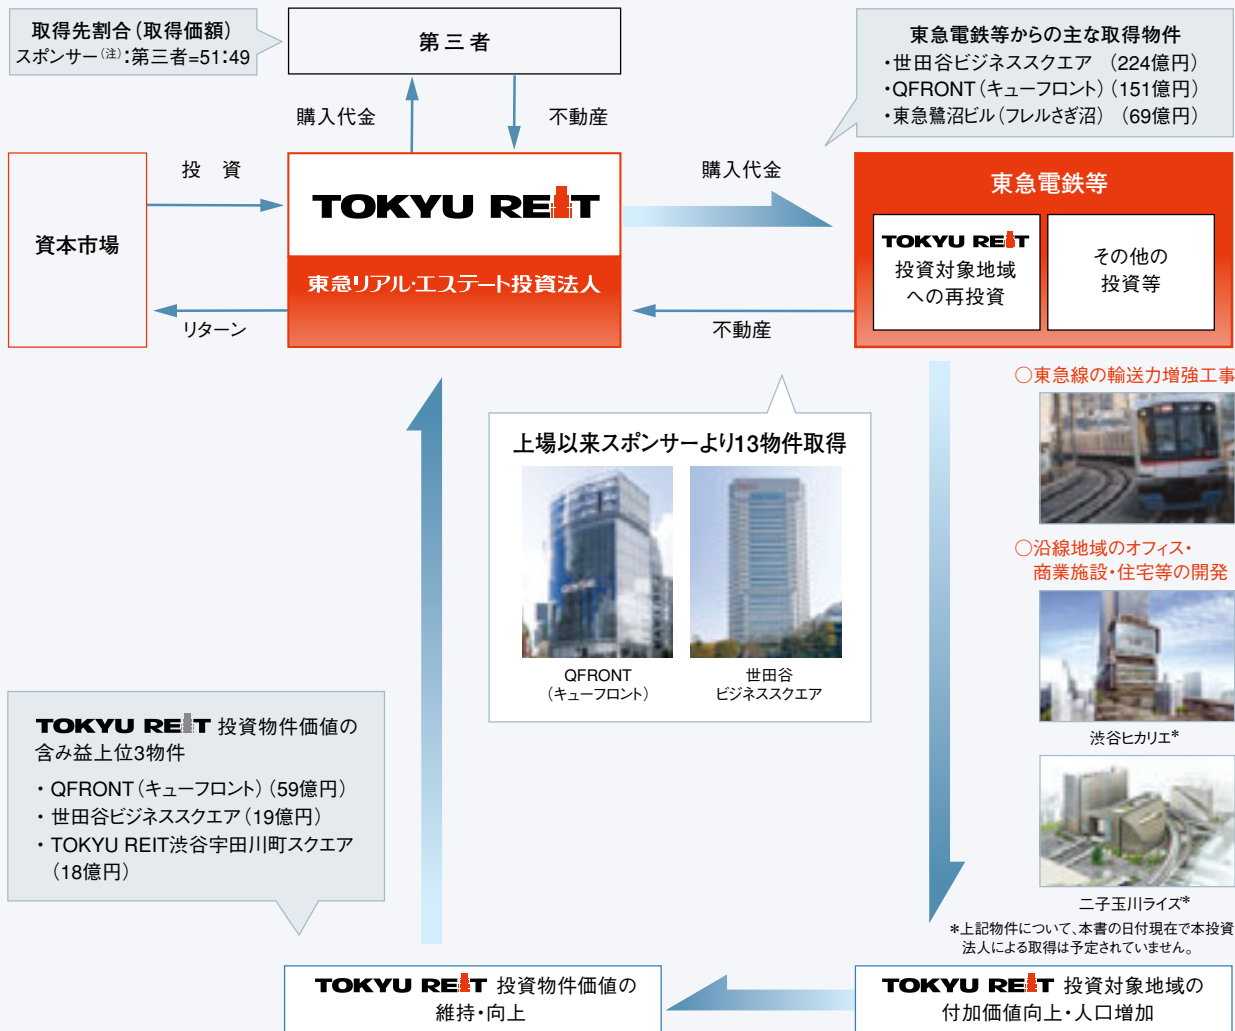 取得先割合(取得価額)
スポンサー(注):第三者=51:49
第三者
東急電鉄等からの主な取得物件
・世田谷ビジネススクエア (224億円)
・QFRONT(キューフロント)(151億円)
・東急鷺沼ビル(フレルさぎ沼) (69億円)
購入代金
不動産
投 資
資本市場
リターン
TOKYU REIT
東急リアル・エステート投資法人
購入代金
不動産
東急電鉄等
TOKYU REIT
投資対象地域
への再投資
その他の
投資等
○東急線の輸送力増強工事
○沿線地域のオフィス・
商業施設・住宅等の開発
渋谷ヒカリエ*
二子玉川ライズ*
*上記物件について、本書の日付現在で本投資
法人による取得は予定されていません。
上場以来スポンサーより13物件取得
QFRONT
(キューフロント)
世田谷
ビジネススクエア
TOKYU REIT 投資物件価値の
含み益上位3物件
・ QFRONT(キューフロント)(59億円)
・ 世田谷ビジネススクエア(19億円)
・ TOKYU REIT渋谷宇田川町スクエア
(18億円)
TOKYU REIT 投資物件価値の
維持・向上
TOKYU REIT 投資対象地域の
付加価値向上・人口増加